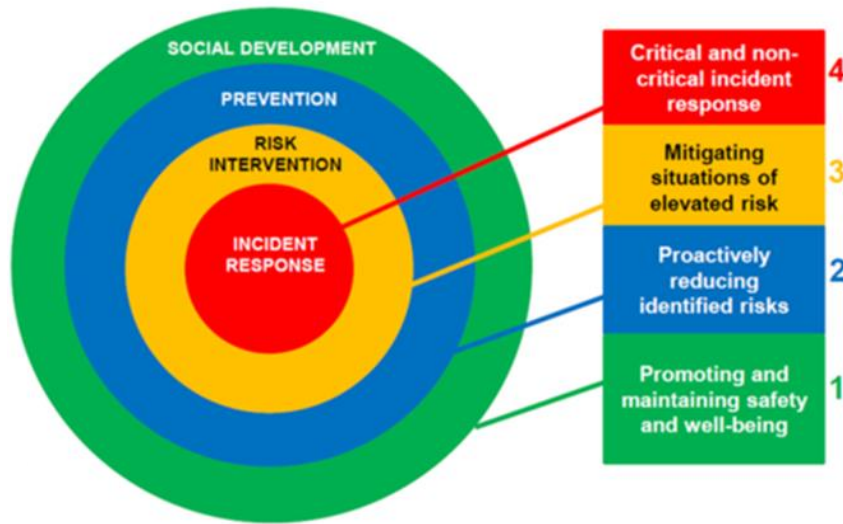 SOCIAL DEVELOPMENT
PREVENTION
RISK
INTERVENTION
INCIDENT
RESPONSE
Critical and non-
critical incident
response
4
Mitigating
situations of
elevated risk
3
Proactively
reducing
identified risks
2
Promoting and
maintaining safety
and well-being
1